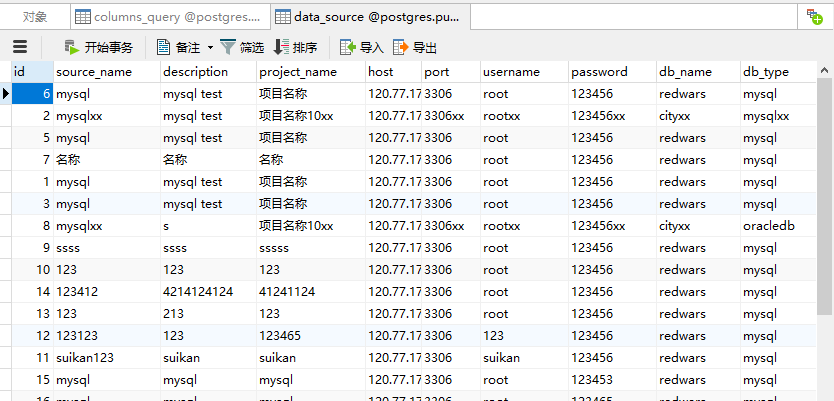 对象 columns_query @postgres.... data_source @postgres.pu...
开始事务 备注 筛选 排序 导入 导出
id source_name description project_name host port username password db_name db_type
6 mysql mysql test 项目名称 120.77.17 3306 root 123456 redwars mysql
2 mysqlxx mysql test 项目名称10xx 120.77.17 3306xx rootxx 123456xx cityxx mysqlxx
5 mysql mysql test 项目名称 120.77.17 3306 root 123456 redwars mysql
7 名称 名称 名称 120.77.17 3306 root 123456 redwars mysql
1 mysql mysql test 项目名称 120.77.17 3306 root 123456 redwars mysql
3 mysql mysql test 项目名称 120.77.17 3306 root 123456 redwars mysql
8 mysqlxx s 项目名称10xx 120.77.17 3306xx rootxx 123456xx cityxx oracledb
9 ssss ssss sssss 120.77.17 3306 root 123456 redwars mysql
10 123 123 123 120.77.17 3306 root 123456 redwars mysql
14 123412 4214124124 41241124 120.77.17 3306 root 123456 redwars mysql
13 123 213 123 120.77.17 3306 root 123456 redwars mysql
12 123123 123 123465 120.77.17 3306 123 123456 redwars mysql
11 suikan123 suikan suikan 120.77.17 3306 suikan 123456 redwars mysql
15 mysql mysql mysql 120.77.17 3306 root 123453 redwars mysql
16 mysql mysql mysql 120.77.17 3306 root 123465 redwars mysql